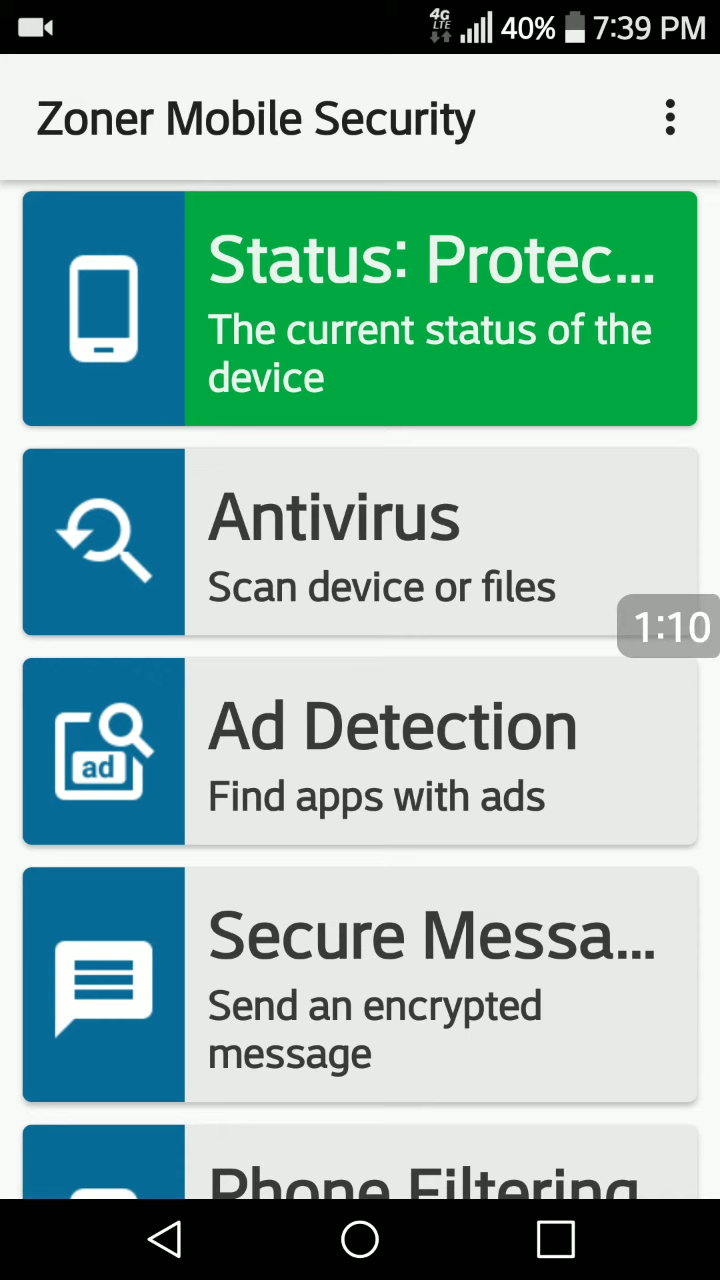 4G LTE 40% 7:39 PM
Zoner Mobile Security
Status: Protec...
The current status of the
device
Antivirus
Scan device or files
1:10
Ad Detection
ad
Find apps with ads
Secure Messa...
Send an encrypted
message
Phone Filtering